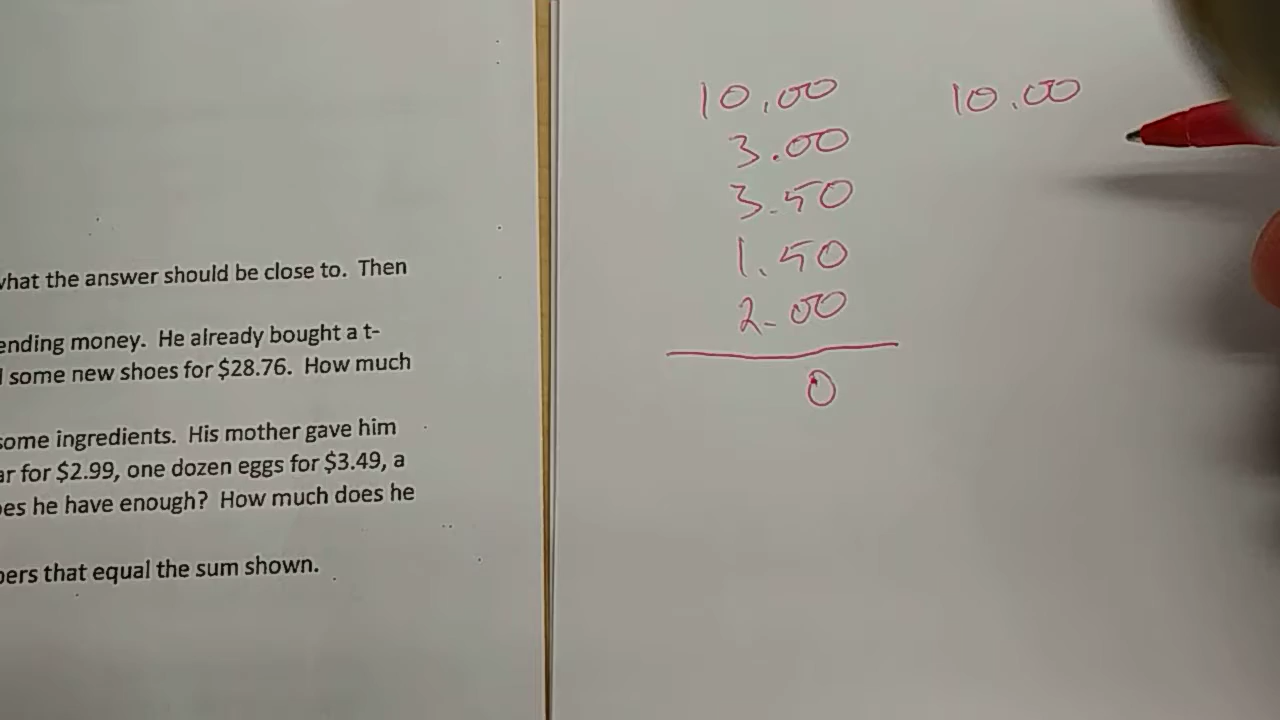 what the answer should be close to. Then
ending money. He already bought a t-
some new shoes for $28.76. How much
some ingredients. His mother gave him
ar for $2.99, one dozen eggs for $3.49, a
oes he have enough? How much does he
bers that equal the sum shown.
10.00 10.00
3.00
3.50
1.50
2.00
0